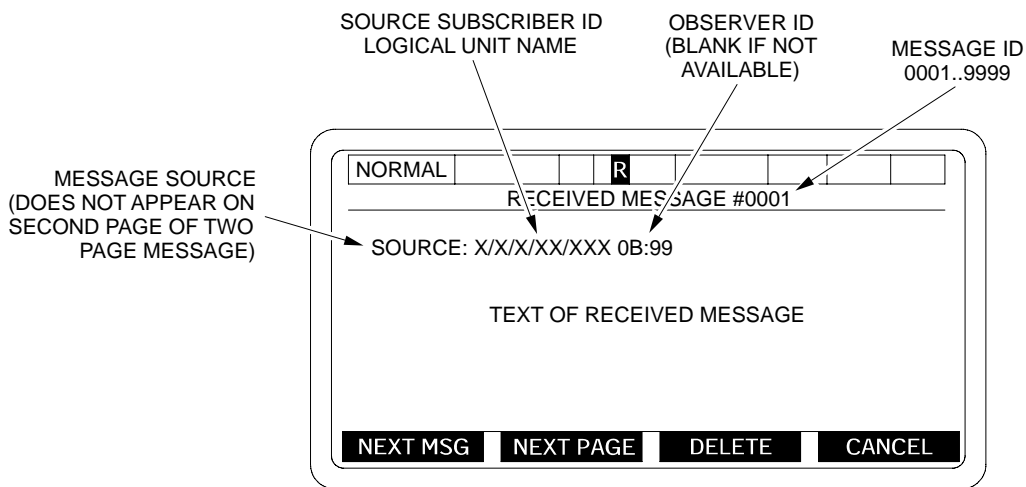 SOURCE SUBSCRIBER ID
LOGICAL UNIT NAME
OBSERVER ID
(BLANK IF NOT
AVAILABLE)
MESSAGE ID
0001..9999
MESSAGE SOURCE
(DOES NOT APPEAR ON
SECOND PAGE OF TWO
PAGE MESSAGE)
NORMAL R
RECEIVED MESSAGE #0001
SOURCE: X/X/X/XX/XXX 0B:99
TEXT OF RECEIVED MESSAGE
NEXT MSG NEXT PAGE DELETE CANCEL